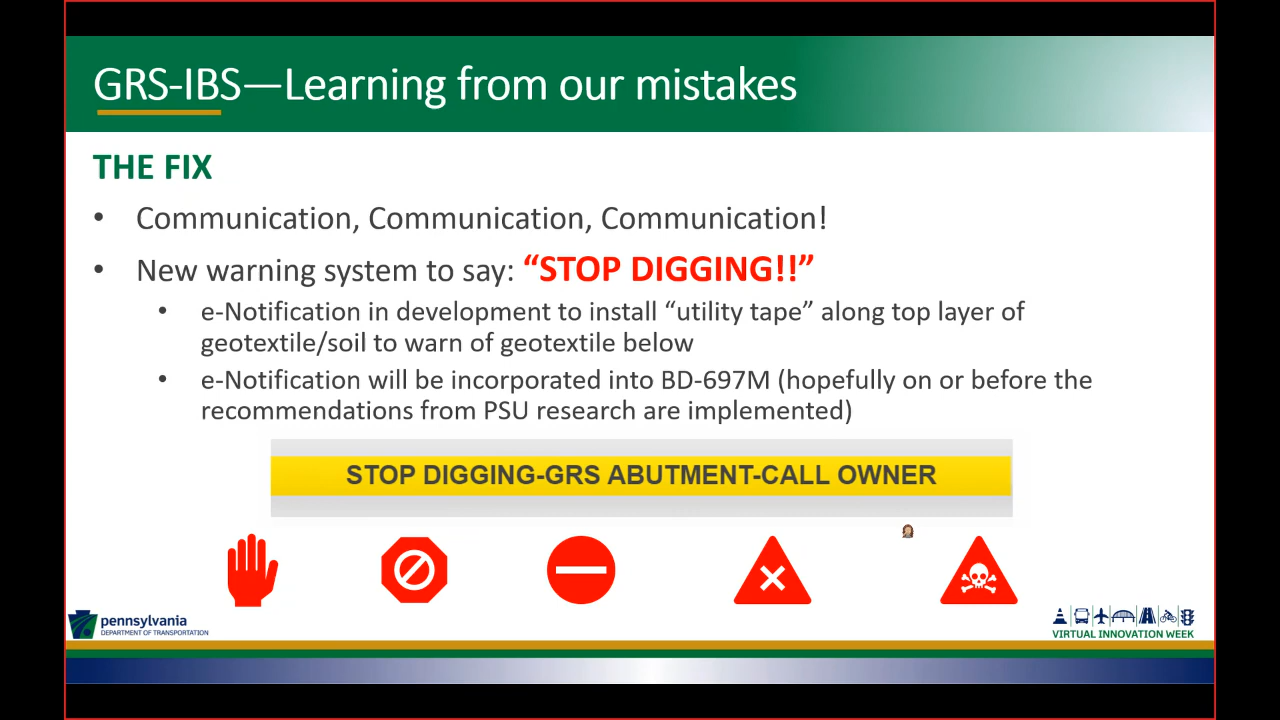 GRS-IBS—Learning from our mistakes
THE FIX
• Communication, Communication, Communication!
• New warning system to say: “STOP DIGGING!!”
• e-Notification in development to install “utility tape” along top layer of
geotextile/soil to warn of geotextile below
• e-Notification will be incorporated into BD-697M (hopefully on or before the
recommendations from PSU research are implemented)
STOP DIGGING-GRS ABUTMENT-CALL OWNER
pennsylvania
DEPARTMENT OF TRANSPORTATION
VIRTUAL INNOVATION WEEK